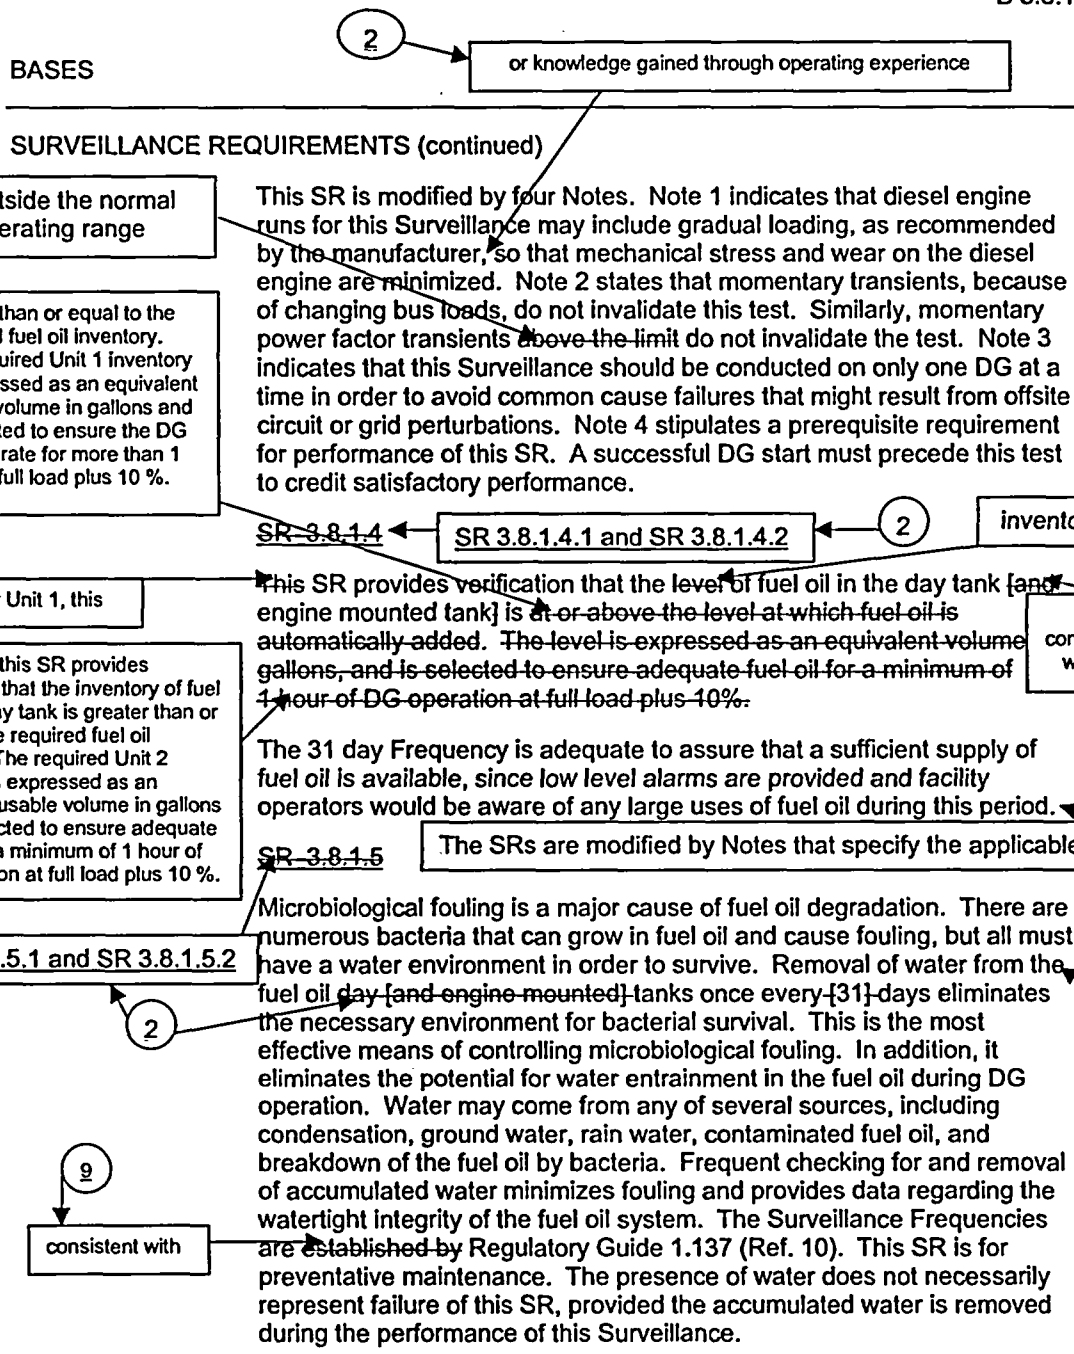 B 3.8.1
2
or knowledge gained through operating experience
BASES
SURVEILLANCE REQUIREMENTS (continued)
tside the normal
erating range
This SR is modified by four Notes. Note 1 indicates that diesel engine
runs for this Surveillance may include gradual loading, as recommended
by the manufacturer, so that mechanical stress and wear on the diesel
engine are minimized. Note 2 states that momentary transients, because
of changing bus loads, do not invalidate this test. Similarly, momentary
power factor transients above the limit do not invalidate the test. Note 3
indicates that this Surveillance should be conducted on only one DG at a
time in order to avoid common cause failures that might result from offsite
circuit or grid perturbations. Note 4 stipulates a prerequisite requirement
for performance of this SR. A successful DG start must precede this test
to credit satisfactory performance.
than or equal to the
l fuel oil inventory.
uired Unit 1 inventory
ssed as an equivalent
volume in gallons and
ted to ensure the DG
rate for more than 1
full load plus 10 %.
SR 3.8.1.4
SR 3.8.1.4.1 and SR 3.8.1.4.2
2
invento
Unit 1, this
This SR provides verification that the level of fuel oil in the day tank [and
engine mounted tank] is at or above the level at which fuel oil is
automatically added. The level is expressed as an equivalent volume
gallons, and is selected to ensure adequate fuel oil for a minimum of
1 hour of DG operation at full load plus 10%.
con
w
this SR provides
that the inventory of fuel
y tank is greater than or
e required fuel oil
The required Unit 2
s expressed as an
usable volume in gallons
cted to ensure adequate
a minimum of 1 hour of
on at full load plus 10 %.
The 31 day Frequency is adequate to assure that a sufficient supply of
fuel oil is available, since low level alarms are provided and facility
operators would be aware of any large uses of fuel oil during this period.
SR 3.8.1.5
The SRs are modified by Notes that specify the applicable
.5.1 and SR 3.8.1.5.2
2
Microbiological fouling is a major cause of fuel oil degradation. There are
numerous bacteria that can grow in fuel oil and cause fouling, but all must
have a water environment in order to survive. Removal of water from the
fuel oil day [and engine mounted] tanks once every [31] days eliminates
the necessary environment for bacterial survival. This is the most
effective means of controlling microbiological fouling. In addition, it
eliminates the potential for water entrainment in the fuel oil during DG
operation. Water may come from any of several sources, including
condensation, ground water, rain water, contaminated fuel oil, and
breakdown of the fuel oil by bacteria. Frequent checking for and removal
of accumulated water minimizes fouling and provides data regarding the
watertight integrity of the fuel oil system. The Surveillance Frequencies
are established by Regulatory Guide 1.137 (Ref. 10). This SR is for
preventative maintenance. The presence of water does not necessarily
represent failure of this SR, provided the accumulated water is removed
during the performance of this Surveillance.
9
consistent with